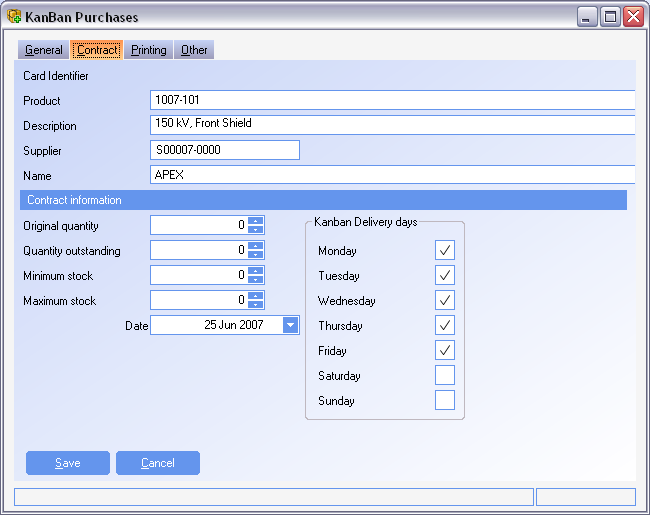 KanBan Purchases
General Contract Printing Other
Card Identifier
Product 1007-101
Description 150 kV, Front Shield
Supplier S00007-0000
Name APEX
Contract information
Original quantity 0
Quantity outstanding 0
Minimum stock 0
Maximum stock 0
Date 25 Jun 2007
Kanban Delivery days
Monday
Tuesday
Wednesday
Thursday
Friday
Saturday
Sunday
Save Cancel